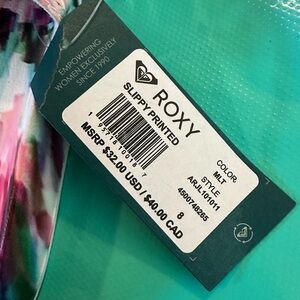 EMPOWERING
WOMEN EXCLUSIVELY
SINCE 1990
ROXY
SLIPPY PRINTED
MSRP $32.00 USD / $40.00 CAD
COLOR
MLT
STYLE
ARJL101011
4500748265
8